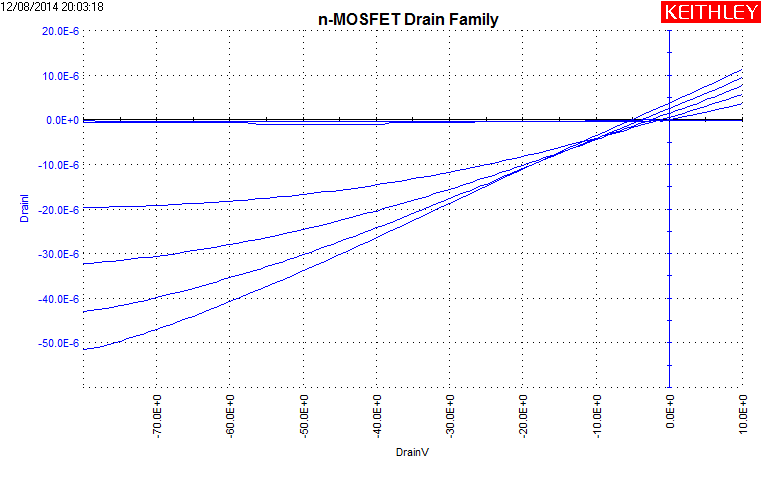 12/08/2014 20:03:18
KEITHLEY
n-MOSFET Drain Family
20.0E-6
10.0E-6
0.0E+0
-10.0E-6
-20.0E-6
-30.0E-6
-40.0E-6
-50.0E-6
DrainI
-70.0E+0
-60.0E+0
-50.0E+0
-40.0E+0
-30.0E+0
-20.0E+0
-10.0E+0
0.0E+0
10.0E+0
DrainV